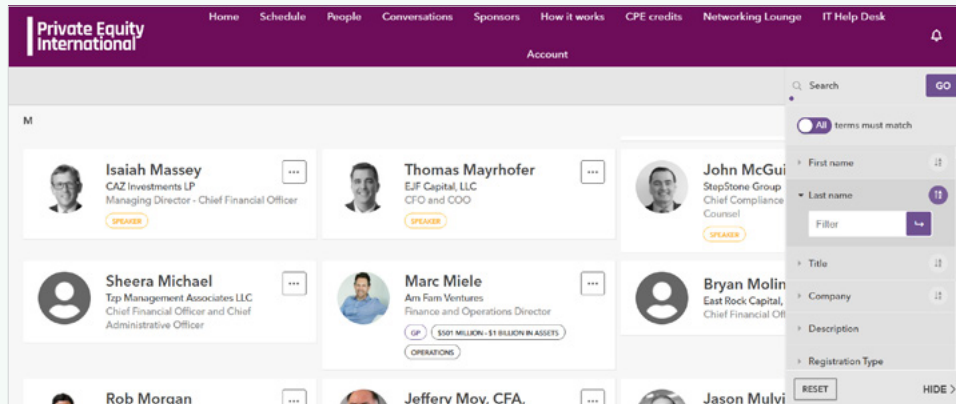 Private Equity
International
Home Schedule People Conversations Sponsors How it works CPE credits Networking Lounge IT Help Desk
Account
Search
GO
All terms must match
M
Isaiah Massey
CAZ Investments LP
Managing Director - Chief Financial Officer
SPEAKER
Thomas Mayrhofer
EJF Capital, LLC
CFO and COO
SPEAKER
John McGui
StepStone Group
Chief Compliance
Counsel
SPEAKER
Sheera Michael
Tzp Management Associates LLC
Chief Financial Officer and Chief
Administrative Officer
Marc Miele
Am Fam Ventures
Finance and Operations Director
GP $501 MILLION - $1 BILLION IN ASSETS
OPERATIONS
Bryan Molin
East Rock Capital,
Chief Financial Off
Rob Morgan
Jeffery Moy, CFA,
Jason Mulvi
First name
Last name
Filter
Title
Company
Description
Registration Type
RESET
HIDE >